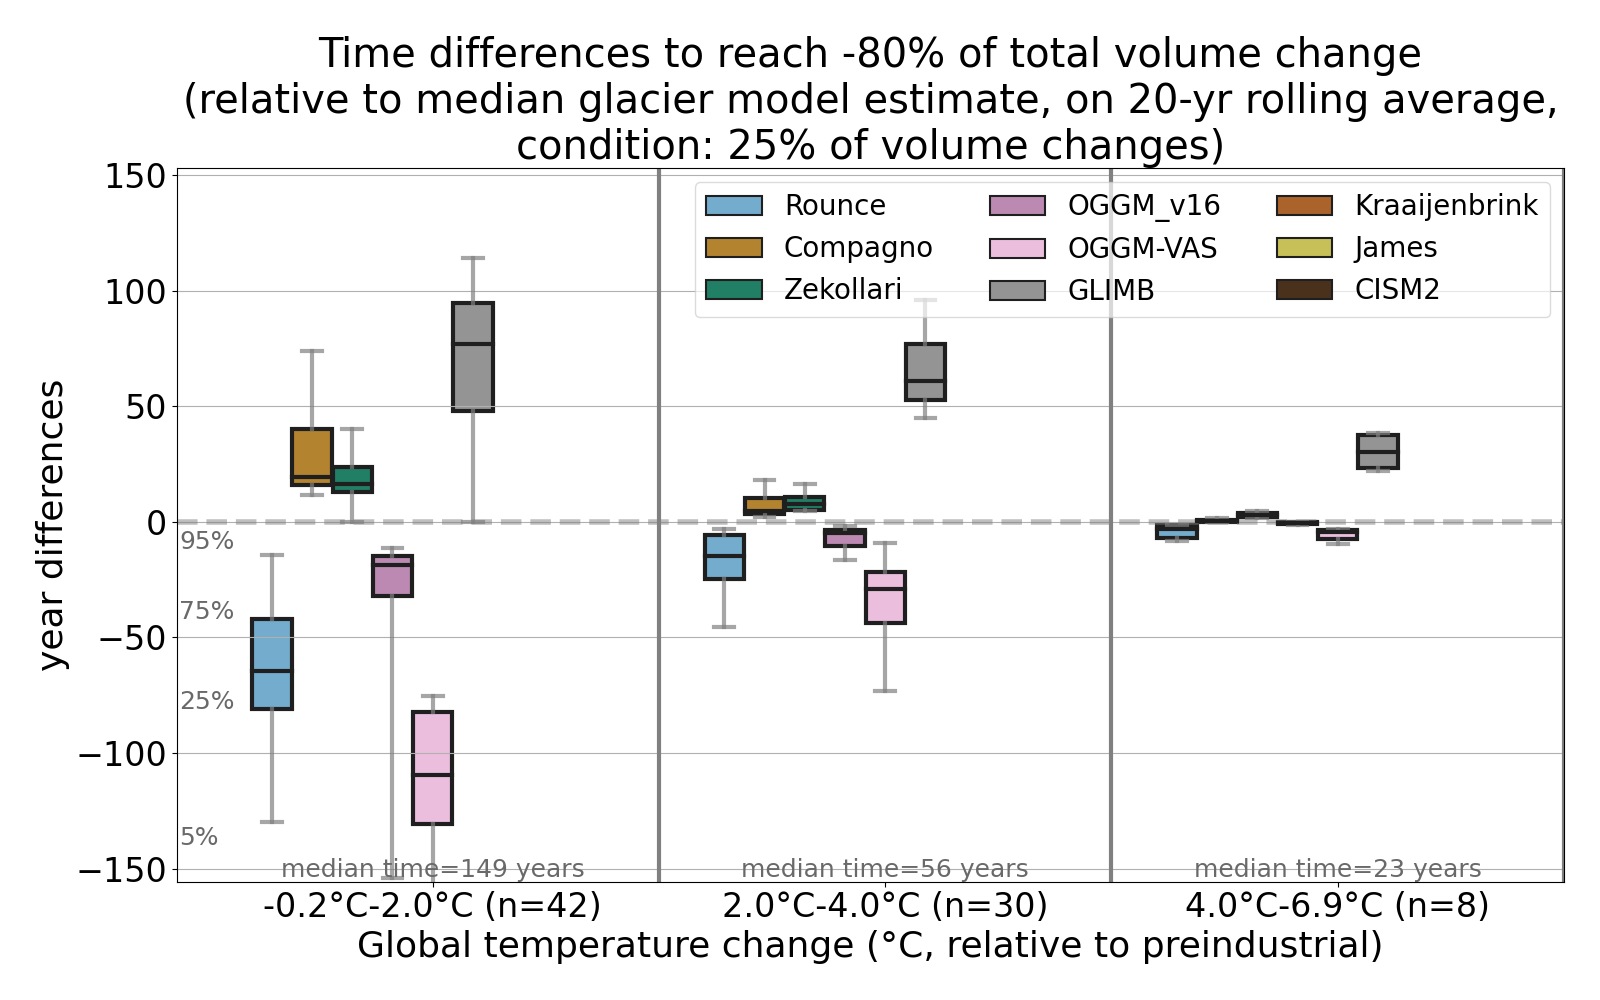 Time differences to reach -80% of total volume change
(relative to median glacier model estimate, on 20-yr rolling average,
condition: 25% of volume changes)
150
100
50
0
−50
−100
−150
year differences
Rounce
Compagno
Zekollari
OGGM_v16
OGGM-VAS
GLIMB
Kraaijenbrink
James
CISM2
95%
75%
25%
5%
median time=149 years
median time=56 years
median time=23 years
-0.2°C-2.0°C (n=42)
2.0°C-4.0°C (n=30)
4.0°C-6.9°C (n=8)
Global temperature change (°C, relative to preindustrial)